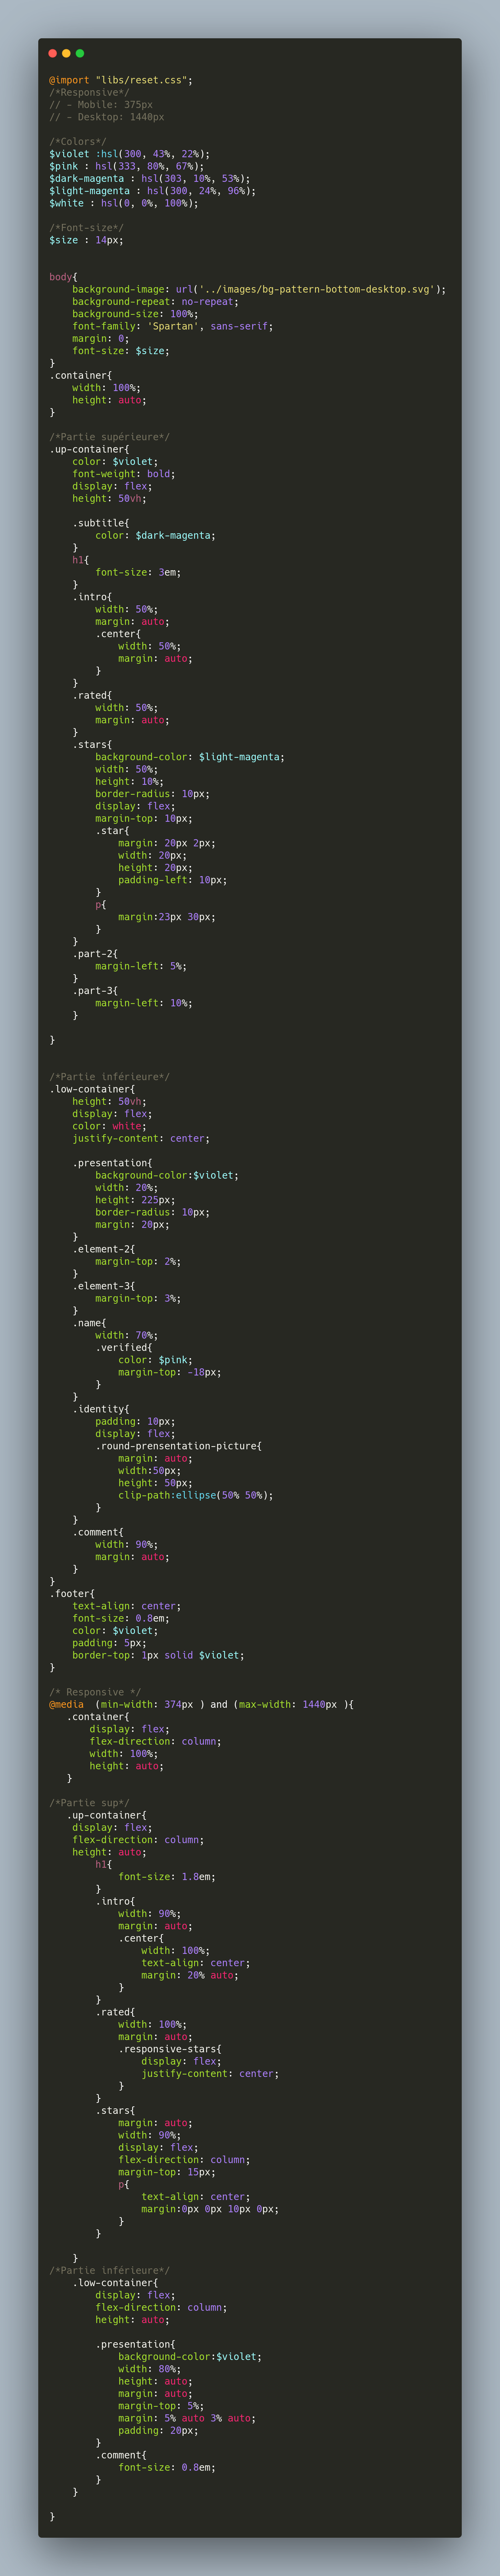 @import "libs/reset.css";
/*Responsive*/
// - Mobile: 375px
// - Desktop: 1440px
/*Colors*/
$violet :hsl(300, 43%, 22%);
$pink : hsl(333, 80%, 67%);
$dark-magenta : hsl(303, 10%, 53%);
$light-magenta : hsl(300, 24%, 96%);
$white : hsl(0, 0%, 100%);
/*Font-size*/
$size : 14px;
body{
    background-image: url('../images/bg-pattern-bottom-desktop.svg');
    background-repeat: no-repeat;
    background-size: 100%;
    font-family: 'Spartan', sans-serif;
    margin: 0;
    font-size: $size;
}
.container{
    width: 100%;
    height: auto;
}
/*Partie supérieure*/
.up-container{
    color: $violet;
    font-weight: bold;
    display: flex;
    height: 50vh;
    .subtitle{
        color: $dark-magenta;
    }
    h1{
        font-size: 3em;
    }
    .intro{
        width: 50%;
        margin: auto;
        .center{
            width: 50%;
            margin: auto;
        }
    }
    .rated{
        width: 50%;
        margin: auto;
    }
    .stars{
        background-color: $light-magenta;
        width: 50%;
        height: 10%;
        border-radius: 10px;
        display: flex;
        margin-top: 10px;
        .star{
            margin: 20px 2px;
            width: 20px;
            height: 20px;
            padding-left: 10px;
        }
        p{
            margin:23px 30px;
        }
    }
    .part-2{
        margin-left: 5%;
    }
    .part-3{
        margin-left: 10%;
    }
}
/*Partie inférieure*/
.low-container{
    height: 50vh;
    display: flex;
    color: white;
    justify-content: center;
    .presentation{
        background-color:$violet;
        width: 20%;
        height: 225px;
        border-radius: 10px;
        margin: 20px;
    }
    .element-2{
        margin-top: 2%;
    }
    .element-3{
        margin-top: 3%;
    }
    .name{
        width: 70%;
        .verified{
            color: $pink;
            margin-top: -18px;
        }
    }
    .identity{
        padding: 10px;
        display: flex;
        .round-prensentation-picture{
            margin: auto;
            width:50px;
            height: 50px;
            clip-path:ellipse(50% 50%);
        }
    }
    .comment{
        width: 90%;
        margin: auto;
    }
}
.footer{
    text-align: center;
    font-size: 0.8em;
    color: $violet;
    padding: 5px;
    border-top: 1px solid $violet;
}
/* Responsive */
@media  (min-width: 374px ) and (max-width: 1440px ){
   .container{
       display: flex;
       flex-direction: column;
       width: 100%;
       height: auto;
   }
/*Partie sup*/
   .up-container{
    display: flex;
    flex-direction: column;
    height: auto;
        h1{
            font-size: 1.8em;
        }
        .intro{
            width: 90%;
            margin: auto;
            .center{
                width: 100%;
                text-align: center;
                margin: 20% auto;
            }
        }
        .rated{
            width: 100%;
            margin: auto;
            .responsive-stars{
                display: flex;
                justify-content: center;
            }
        }
        .stars{
            margin: auto;
            width: 90%;
            display: flex;
            flex-direction: column;
            margin-top: 15px;
            p{
                text-align: center;
                margin:0px 0px 10px 0px;
            }
        }
    }
/*Partie inférieure*/
    .low-container{
        display: flex;
        flex-direction: column;
        height: auto;
        .presentation{
            background-color:$violet;
            width: 80%;
            height: auto;
            margin: auto;
            margin-top: 5%;
            margin: 5% auto 3% auto;
            padding: 20px;
        }
        .comment{
            font-size: 0.8em;
        }
    }
}